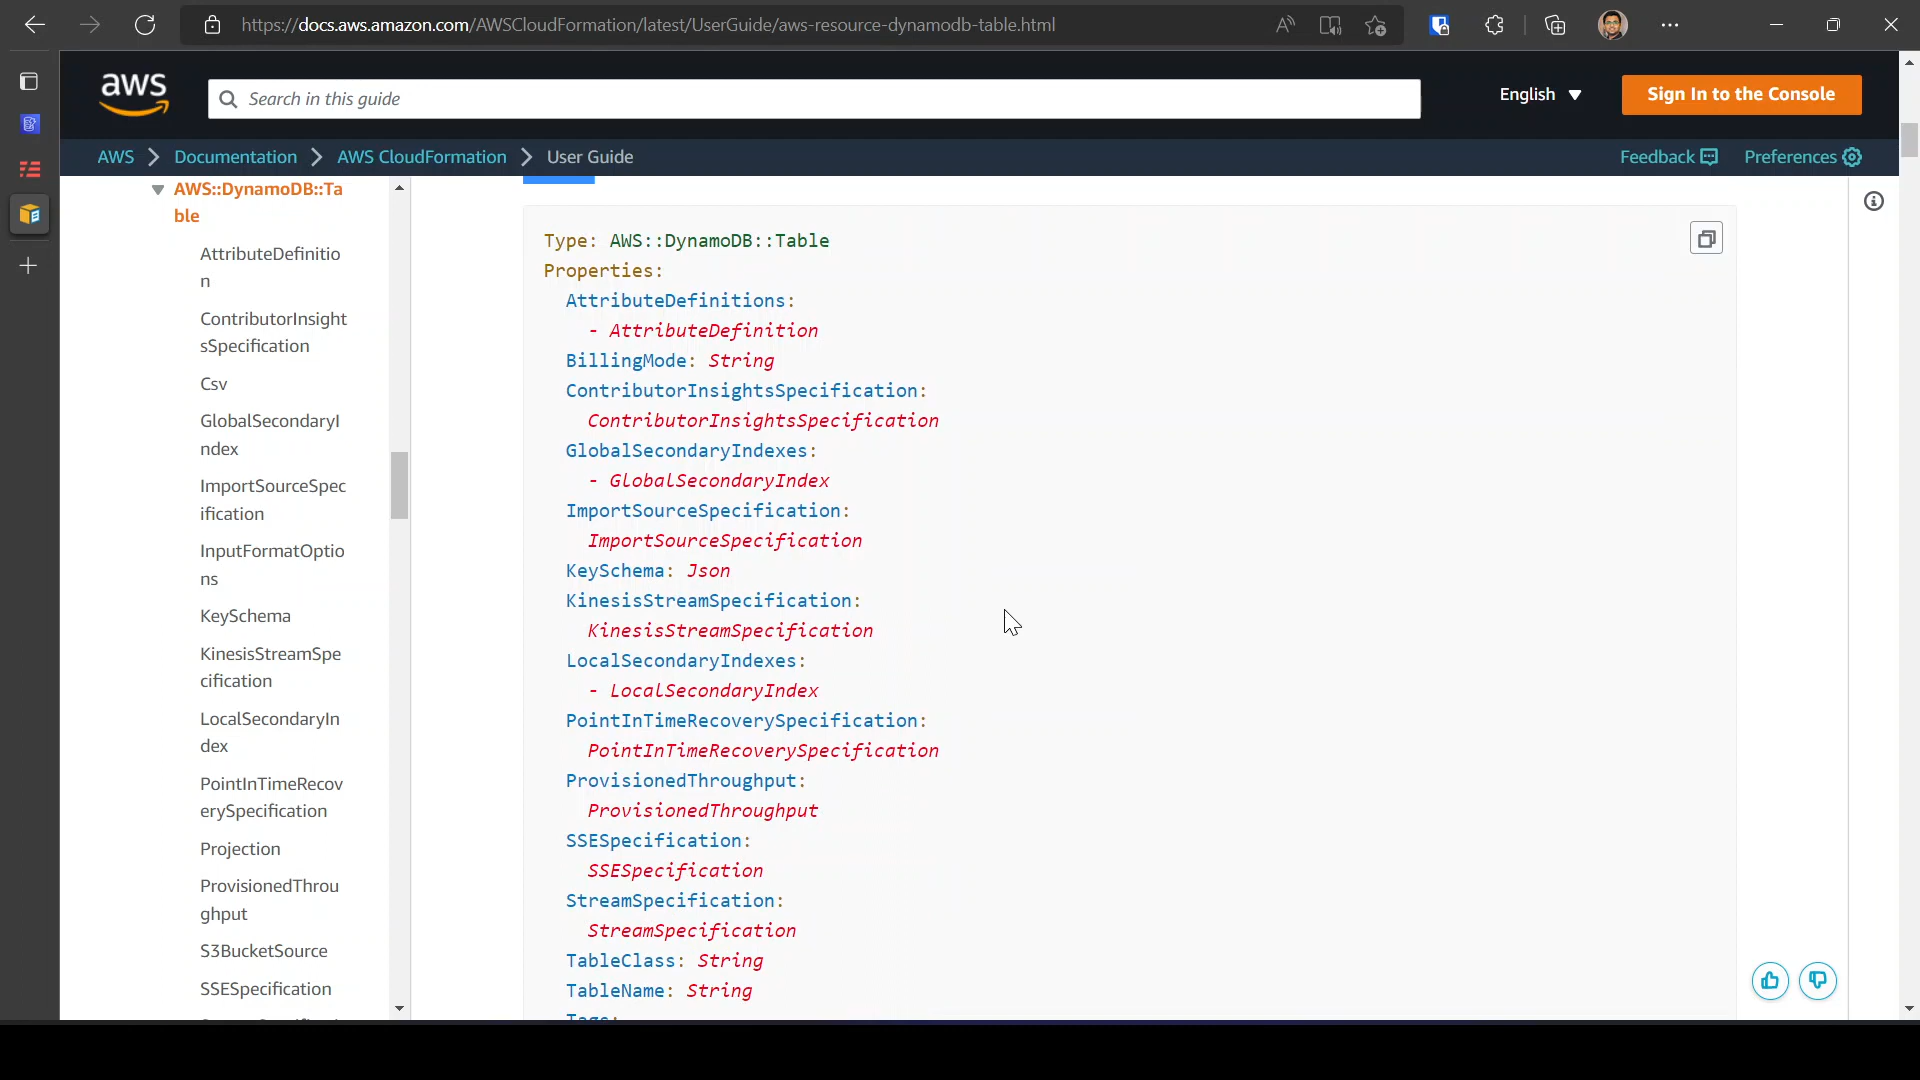 https://docs.aws.amazon.com/AWSCloudFormation/latest/UserGuide/aws-resource-dynamodb-table.html
aws
Search in this guide
English
Sign In to the Console
AWS
Documentation
AWS CloudFormation
User Guide
Feedback
Preferences
AWS::DynamoDB::Ta
ble
AttributeDefinitio
n
ContributorInsight
sSpecification
Csv
GlobalSecondaryI
ndex
ImportSourceSpec
ification
InputFormatOptio
ns
KeySchema
KinesisStreamSpe
cification
LocalSecondaryIn
dex
PointInTimeRecov
erySpecification
Projection
ProvisionedThrou
ghput
S3BucketSource
SSESpecification
Type: AWS::DynamoDB::Table
Properties:
AttributeDefinitions:
- AttributeDefinition
BillingMode: String
ContributorInsightsSpecification:
ContributorInsightsSpecification
GlobalSecondaryIndexes:
- GlobalSecondaryIndex
ImportSourceSpecification:
ImportSourceSpecification
KeySchema: Json
KinesisStreamSpecification:
KinesisStreamSpecification
LocalSecondaryIndexes:
- LocalSecondaryIndex
PointInTimeRecoverySpecification:
PointInTimeRecoverySpecification
ProvisionedThroughput:
ProvisionedThroughput
SSESpecification:
SSESpecification
StreamSpecification:
StreamSpecification
TableClass: String
TableName: String
Tags: